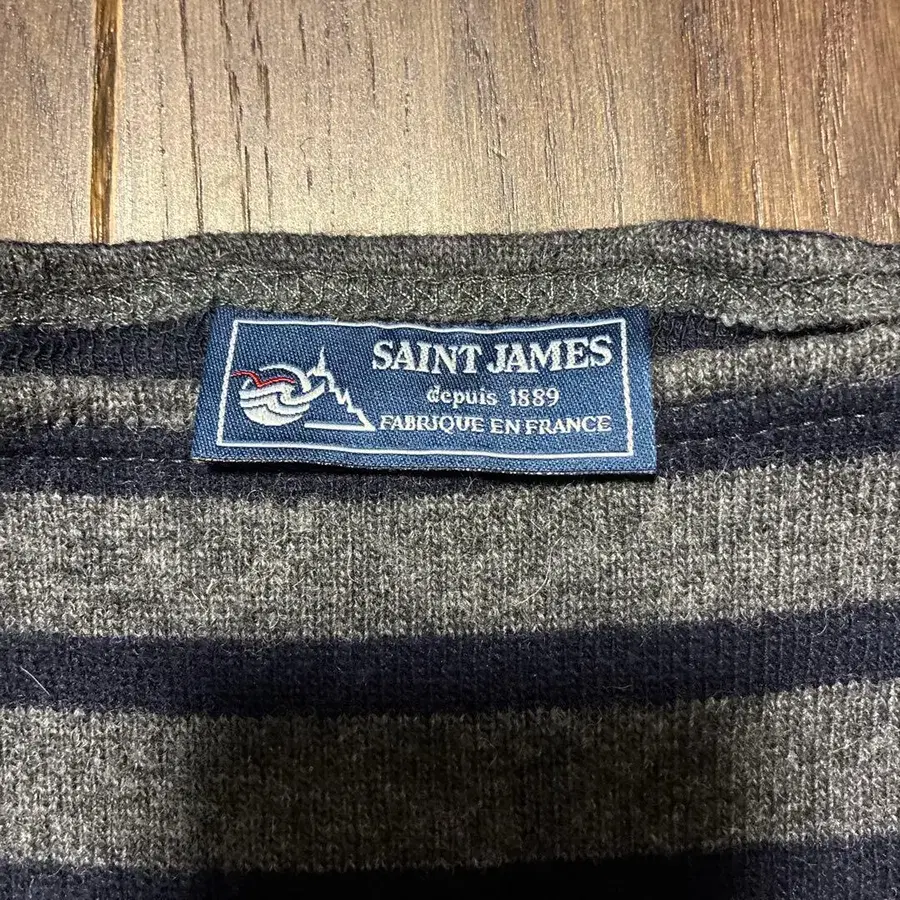 SAINT JAMES
depuis 1889
FABRIQUE EN FRANCE